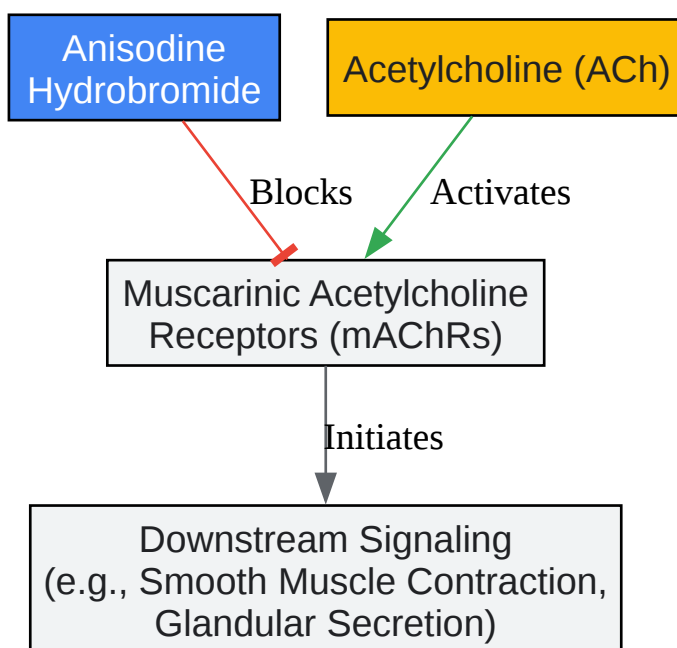 Anisodine
Hydrobromide
Acetylcholine (ACh)
Blocks
Activates
Muscarinic Acetylcholine
Receptors (mAChRs)
Initiates
Downstream Signaling
(e.g., Smooth Muscle Contraction,
Glandular Secretion)